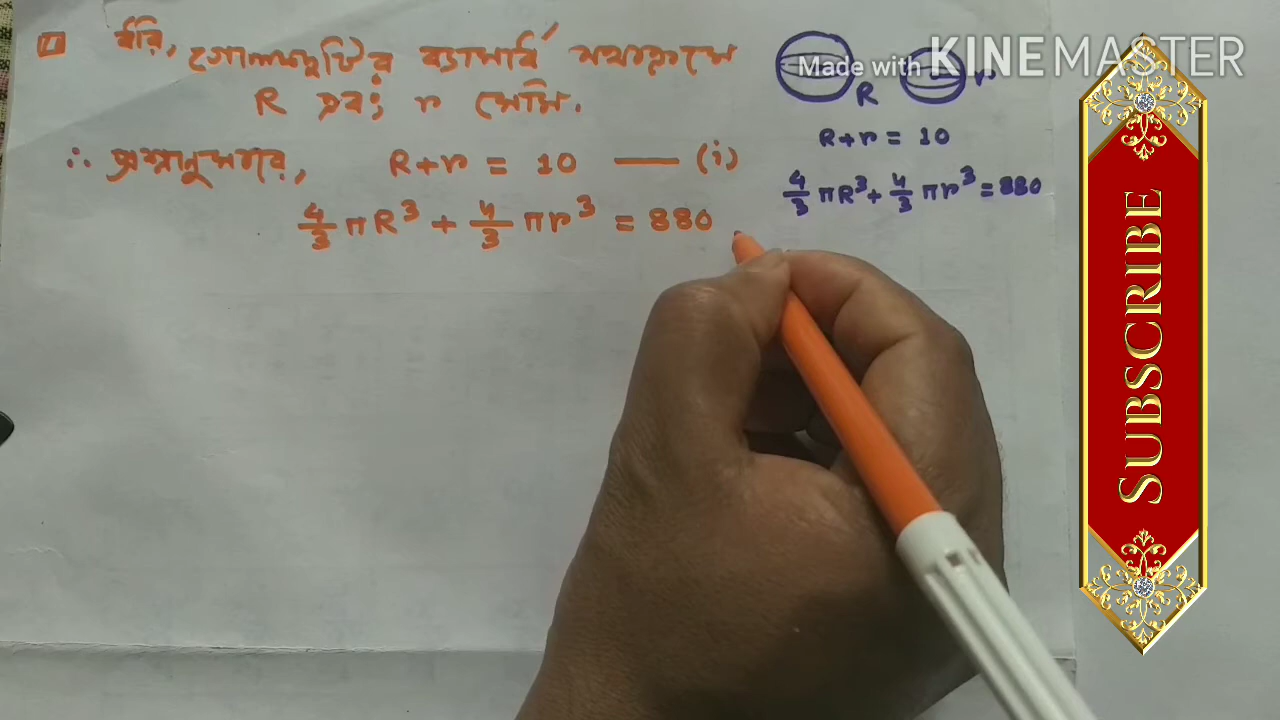 ধরি, গোলকদুটির ব্যাসার্ধ যথাক্রমে
R এবং r সেমি.
∴ প্রশ্নানুসারে, R+r = 10 —— (i)
4/3 πR³ + 4/3 πr³ = 880
R
r
R+r = 10
4/3 πR³ + 4/3 πr³ = 880
Made with KINEMASTER
SUBSCRIBE